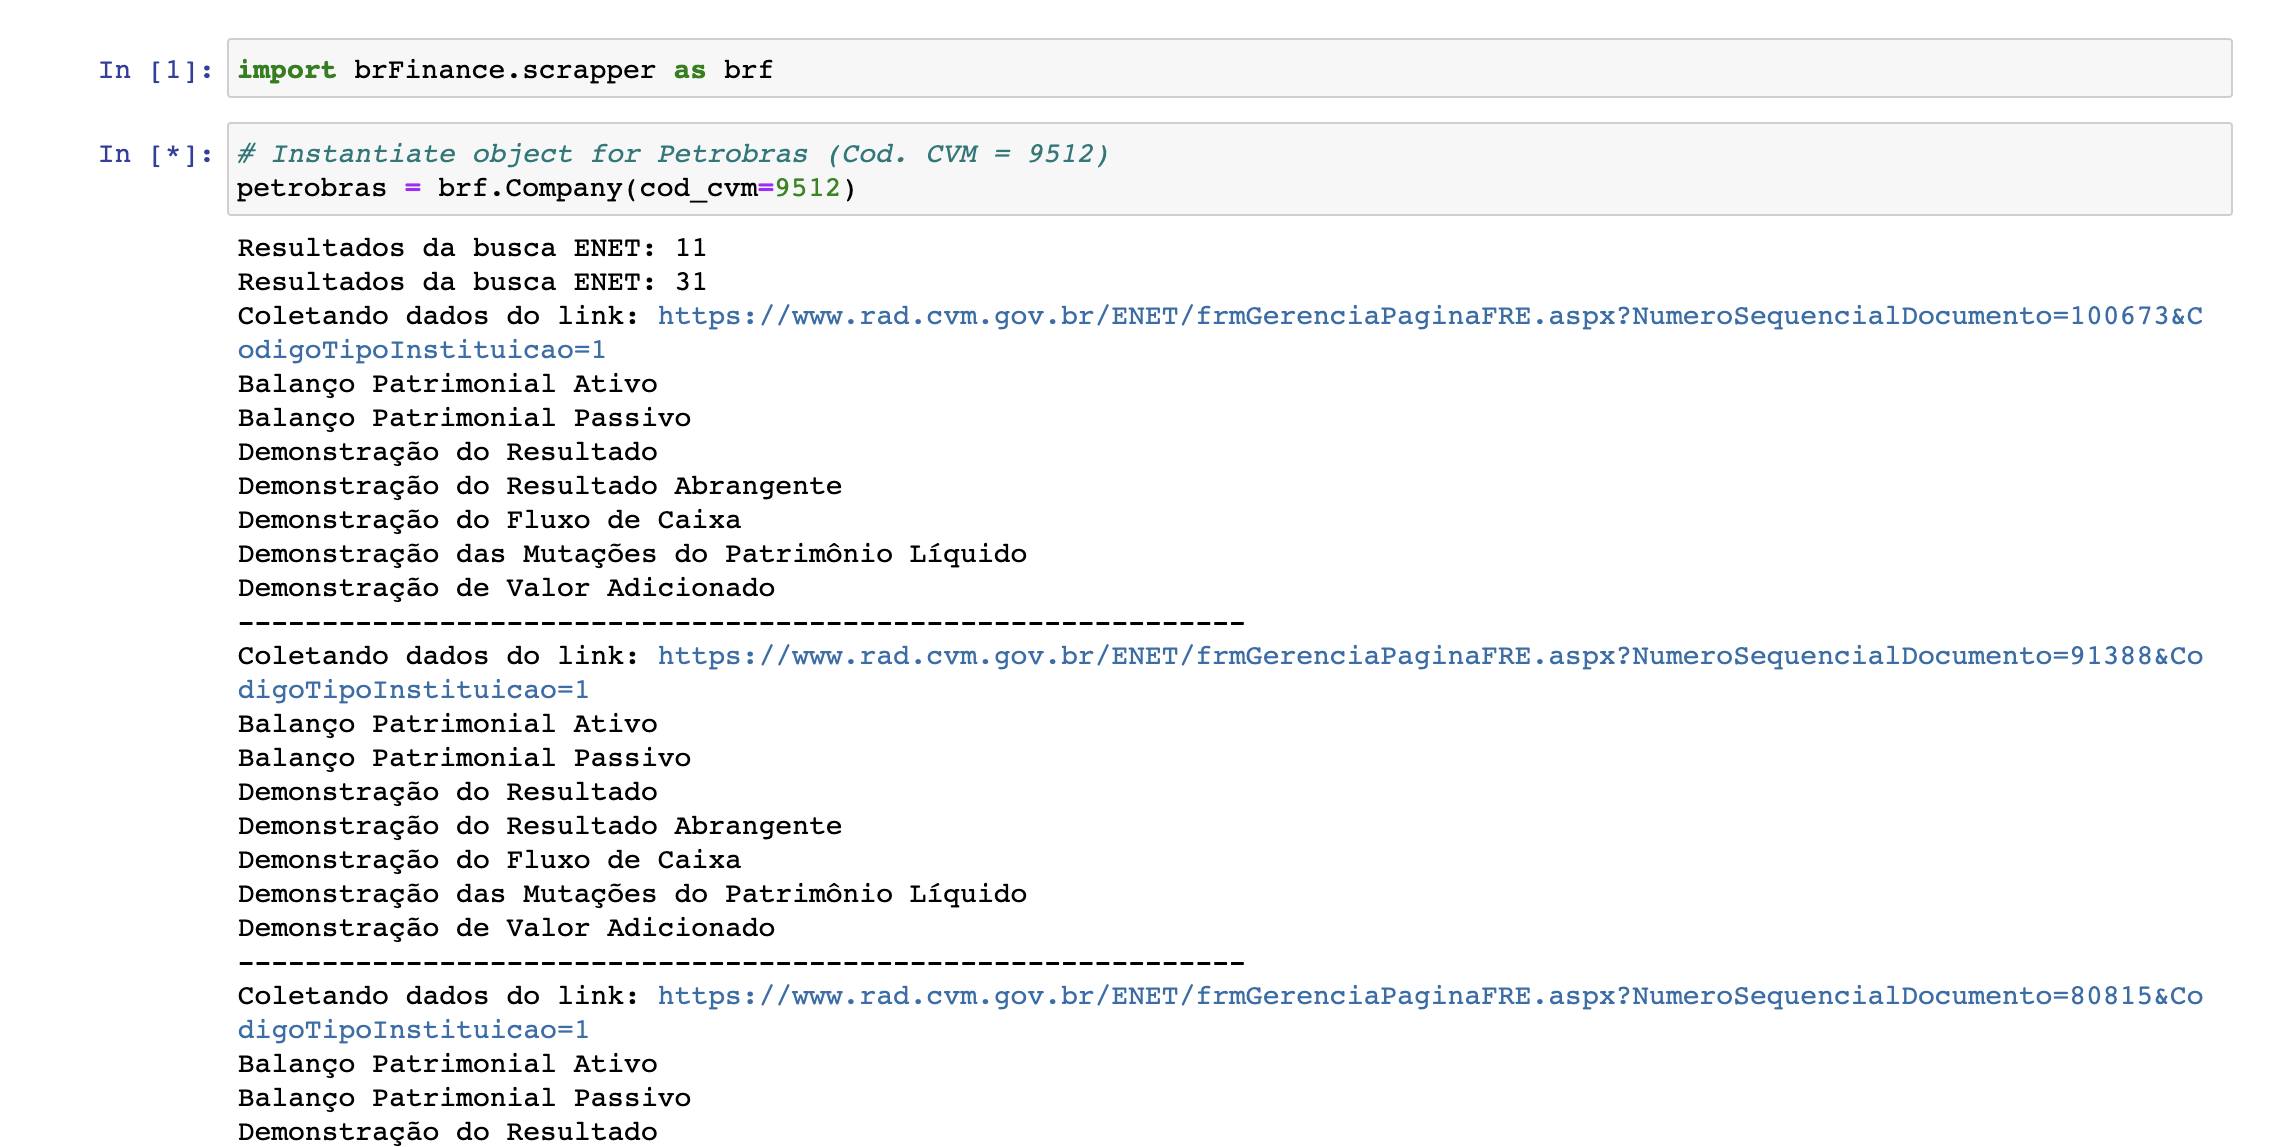 In [1]: import brFinance.scrapper as brf
In [*]: # Instantiate object for Petrobras (Cod. CVM = 9512)
petrobras = brf.Company(cod_cvm=9512)
Resultados da busca ENET: 11
Resultados da busca ENET: 31
Coletando dados do link: https://www.rad.cvm.gov.br/ENET/frmGerenciaPaginaFRE.aspx?NumeroSequencialDocumento=100673&C
odigoTipoInstituicao=1
Balanço Patrimonial Ativo
Balanço Patrimonial Passivo
Demonstração do Resultado
Demonstração do Resultado Abrangente
Demonstração do Fluxo de Caixa
Demonstração das Mutações do Patrimônio Líquido
Demonstração de Valor Adicionado
------------------------------------------------------------
Coletando dados do link: https://www.rad.cvm.gov.br/ENET/frmGerenciaPaginaFRE.aspx?NumeroSequencialDocumento=91388&Co
digoTipoInstituicao=1
Balanço Patrimonial Ativo
Balanço Patrimonial Passivo
Demonstração do Resultado
Demonstração do Resultado Abrangente
Demonstração do Fluxo de Caixa
Demonstração das Mutações do Patrimônio Líquido
Demonstração de Valor Adicionado
------------------------------------------------------------
Coletando dados do link: https://www.rad.cvm.gov.br/ENET/frmGerenciaPaginaFRE.aspx?NumeroSequencialDocumento=80815&Co
digoTipoInstituicao=1
Balanço Patrimonial Ativo
Balanço Patrimonial Passivo
Demonstração do Resultado